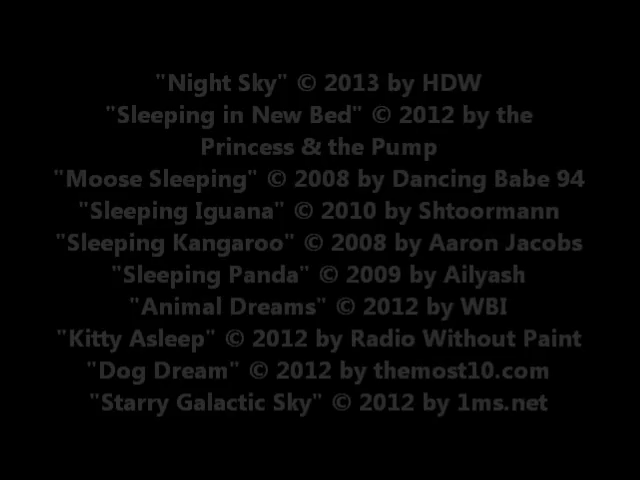 "Night Sky" © 2013 by HDW
"Sleeping in New Bed" © 2012 by the
Princess & the Pump
"Moose Sleeping" © 2008 by Dancing Babe 94
"Sleeping Iguana" © 2010 by Shtoormann
"Sleeping Kangaroo" © 2008 by Aaron Jacobs
"Sleeping Panda" © 2009 by Ailyash
"Animal Dreams" © 2012 by WBI
"Kitty Asleep" © 2012 by Radio Without Paint
"Dog Dream" © 2012 by themost10.com
"Starry Galactic Sky" © 2012 by 1ms.net